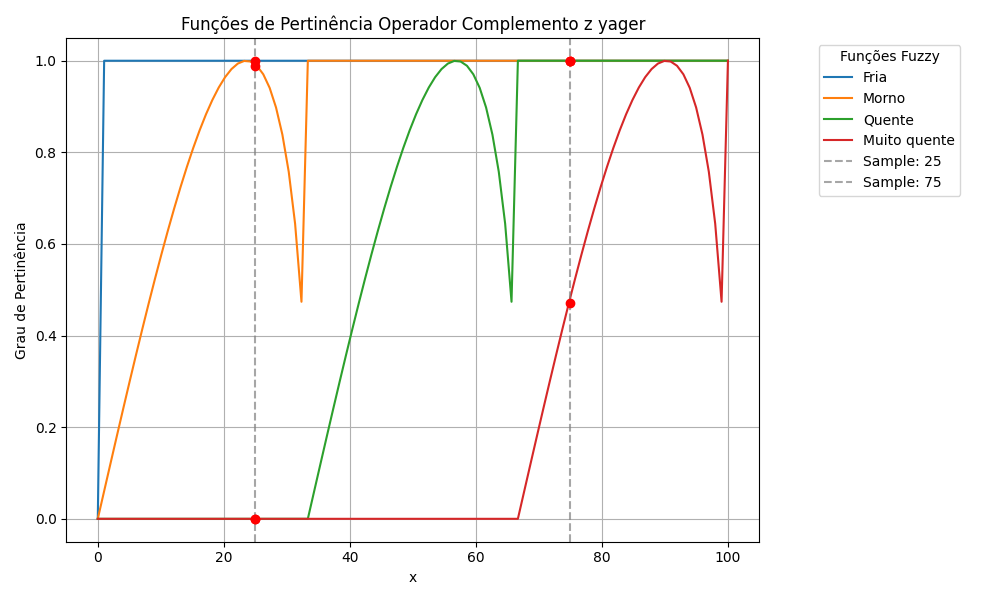 Funções de Pertinência Operador Complemento z yager
Grau de Pertinência
1.0
0.8
0.6
0.4
0.2
0.0
0 20 40 60 80 100
x
Funções Fuzzy
Fria
Morno
Quente
Muito quente
Sample: 25
Sample: 75